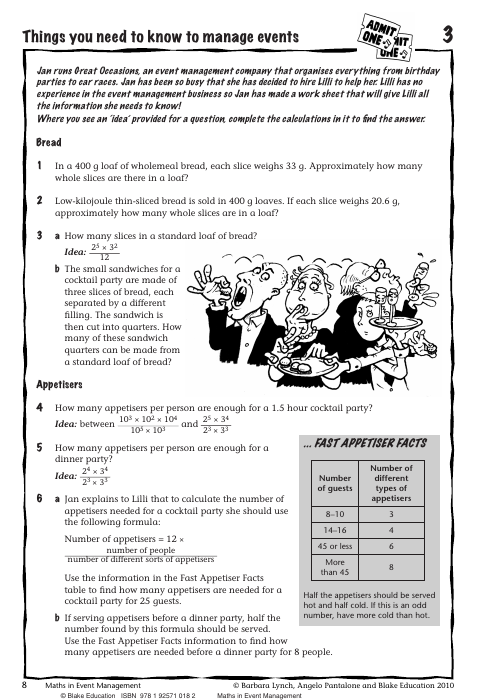 Things you need to know to manage events
ADMIT
ONE
MIT
ONE
3
Jan runs Great Occasions, an event management company that organises everything from birthday
parties to car races. Jan has been so busy that she has decided to hire Lilli to help her. Lilli has no
experience in the event management business so Jan has made a work sheet that will give Lilli all
the information she needs to know!
Where you see an 'idea' provided for a question, complete the calculations in it to find the answer.
Bread
1 In a 400 g loaf of wholemeal bread, each slice weighs 33 g. Approximately how many
whole slices are there in a loaf?
2 Low-kilojoule thin-sliced bread is sold in 400 g loaves. If each slice weighs 20.6 g,
approximately how many whole slices are in a loaf?
3 a How many slices in a standard loaf of bread?
Idea: 2⁵ × 3² / 12
b The small sandwiches for a
cocktail party are made of
three slices of bread, each
separated by a different
filling. The sandwich is
then cut into quarters. How
many of these sandwich
quarters can be made from
a standard loaf of bread?
Appetisers
4 How many appetisers per person are enough for a 1.5 hour cocktail party?
Idea: between 10³ × 10² × 10⁴ / 10⁵ × 10³ and 2⁵ × 3⁴ / 2³ × 3³
5 How many appetisers per person are enough for a
dinner party?
Idea: 2⁴ × 3⁴ / 2³ × 3³
6 a Jan explains to Lilli that to calculate the number of
appetisers needed for a cocktail party she should use
the following formula:
Number of appetisers = 12 ×
number of people
number of different sorts of appetisers
Use the information in the Fast Appetiser Facts
table to find how many appetisers are needed for a
cocktail party for 25 guests.
b If serving appetisers before a dinner party, half the
number found by this formula should be served.
Use the Fast Appetiser Facts information to find how
many appetisers are needed before a dinner party for 8 people.
... FAST APPETISER FACTS
Number
of guests
Number of
different
types of
appetisers
8–10 3
14–16 4
45 or less 6
More
than 45
8
Half the appetisers should be served
hot and half cold. If this is an odd
number, have more cold than hot.
8 Maths in Event Management © Barbara Lynch, Angelo Pantalone and Blake Education 2010
© Blake Education ISBN 978 1 92571 018 2 Maths in Event Management